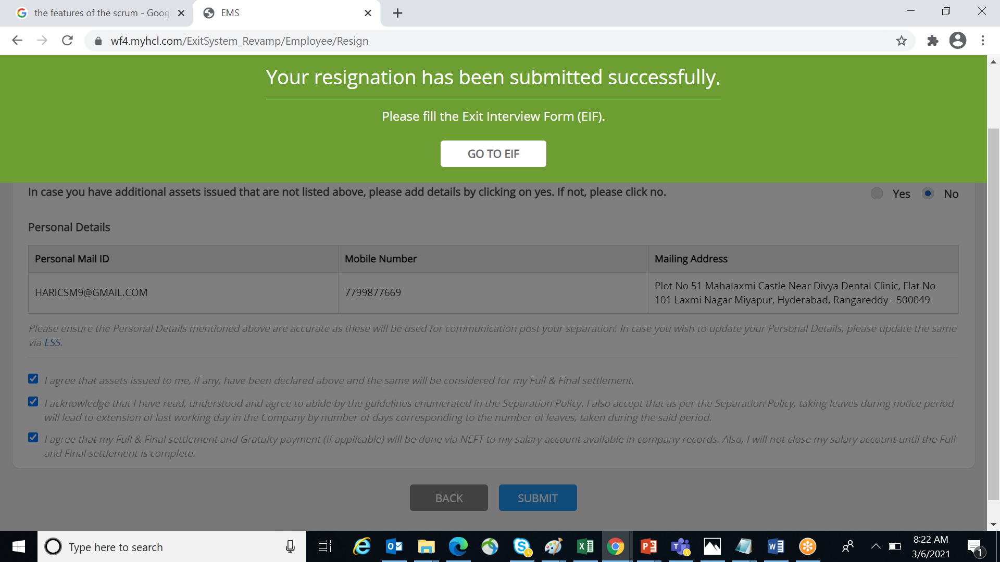 the features of the scrum - Goog
EMS
wf4.myhcl.com/ExitSystem_Revamp/Employee/Resign
Your resignation has been submitted successfully.
Please fill the Exit Interview Form (EIF).
GO TO EIF
In case you have additional assets issued that are not listed above, please add details by clicking on yes. If not, please click no.
Yes No
Personal Details
Personal Mail ID Mobile Number Mailing Address
HARICSM9@GMAIL.COM 7799877669 Plot No 51 Mahalaxmi Castle Near Divya Dental Clinic, Flat No
101 Laxmi Nagar Miyapur, Hyderabad, Rangareddy - 500049
Please ensure the Personal Details mentioned above are accurate as these will be used for communication post your separation. In case you wish to update your Personal Details, please update the same
via ESS.
I agree that assets issued to me, if any, have been declared above and the same will be considered for my Full & Final settlement.
I acknowledge that I have read, understood and agree to abide by the guidelines enumerated in the Separation Policy. I also accept that as per the Separation Policy, taking leaves during notice period
will lead to extension of last working day in the Company by number of days corresponding to the number of leaves, taken during the said period.
I agree that my Full & Final settlement and Gratuity payment (if applicable) will be done via NEFT to my salary account available in company records. Also, I will not close my salary account until the Full
and Final settlement is complete.
BACK SUBMIT
Type here to search
8:22 AM
3/6/2021
1